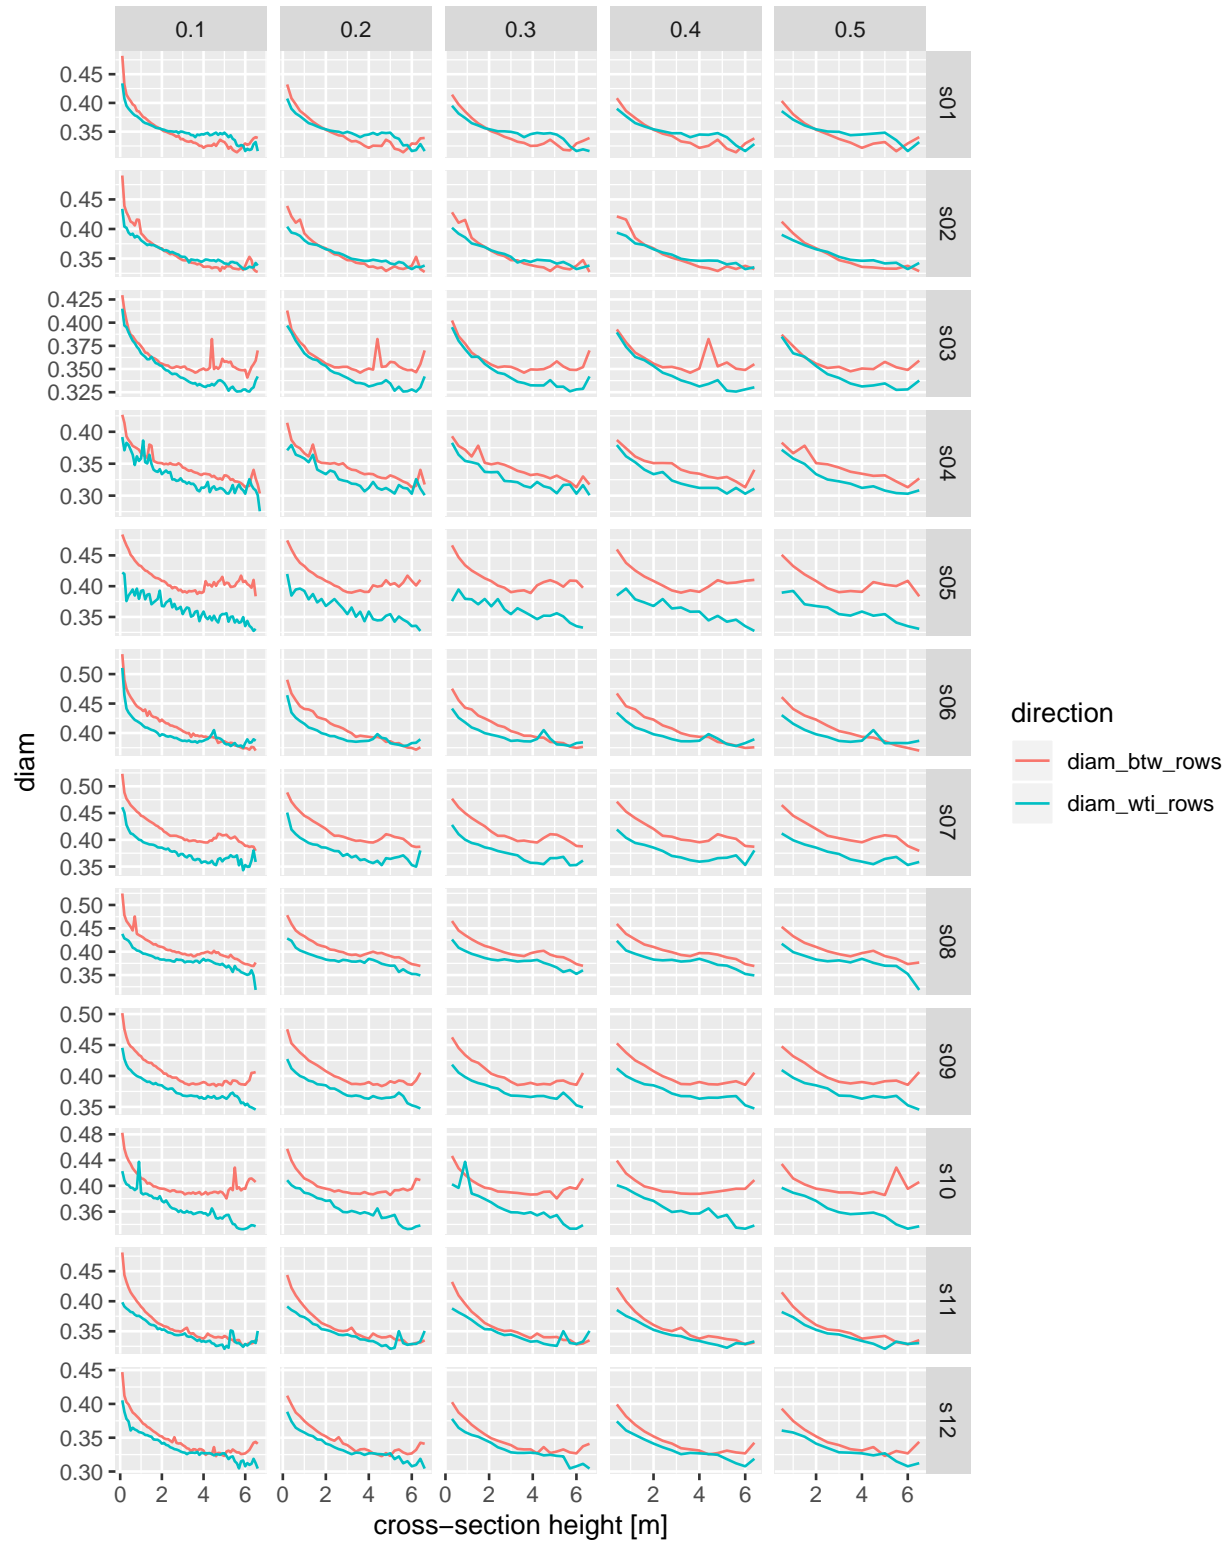 0.1 0.2 0.3 0.4 0.5
0.45
0.40
0.35
s01
0.45
0.40
0.35
s02
0.425
0.400
0.375
0.350
0.325
s03
0.40
0.35
0.30
s04
0.45
0.40
0.35
s05
0.50
0.45
0.40
s06
0.50
0.45
0.40
0.35
s07
0.50
0.45
0.40
0.35
s08
0.50
0.45
0.40
0.35
s09
0.48
0.44
0.40
0.36
s10
0.45
0.40
0.35
s11
0.45
0.40
0.35
0.30
s12
0 2 4 6 0 2 4 6 0 2 4 6 2 4 6 2 4 6
cross−section height [m]
diam
direction
diam_btw_rows
diam_wti_rows